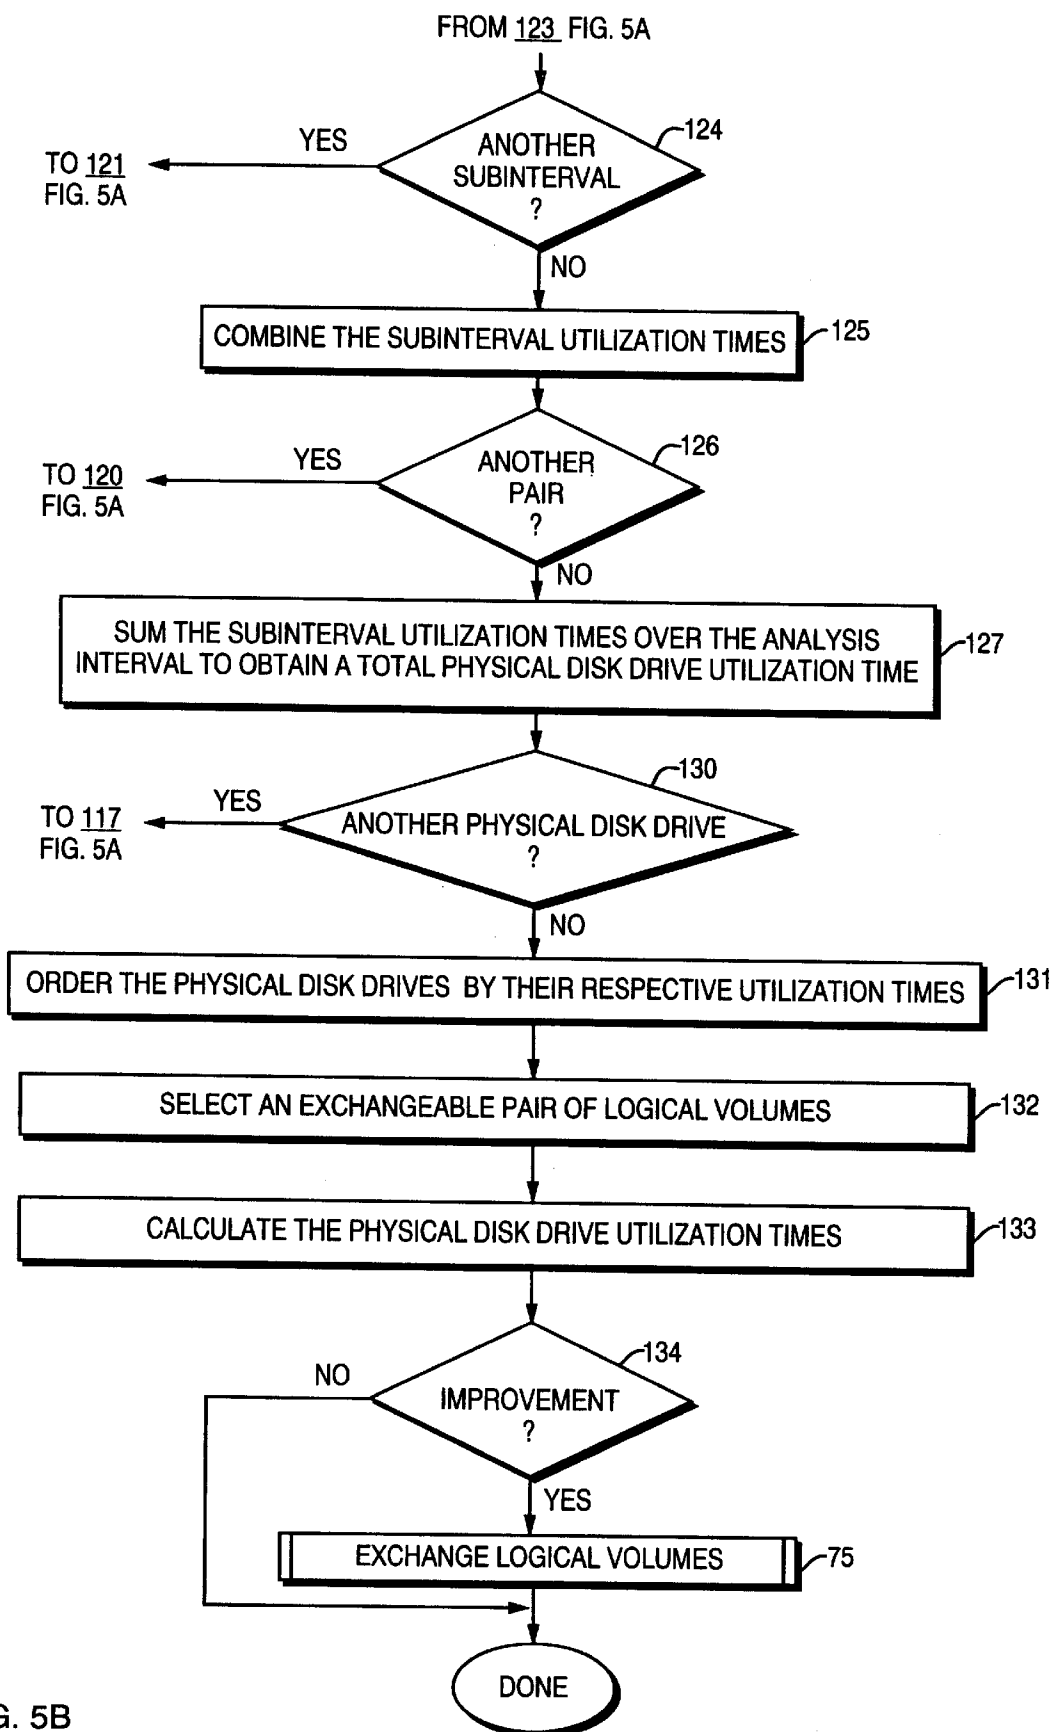 FROM 123 FIG. 5A
124
YES
ANOTHER
SUBINTERVAL
?
TO 121
FIG. 5A
NO
COMBINE THE SUBINTERVAL UTILIZATION TIMES
125
126
YES
ANOTHER
PAIR
?
TO 120
FIG. 5A
NO
SUM THE SUBINTERVAL UTILIZATION TIMES OVER THE ANALYSIS
INTERVAL TO OBTAIN A TOTAL PHYSICAL DISK DRIVE UTILIZATION TIME
127
130
YES
TO 117
FIG. 5A
ANOTHER PHYSICAL DISK DRIVE
?
NO
ORDER THE PHYSICAL DISK DRIVES BY THEIR RESPECTIVE UTILIZATION TIMES
131
SELECT AN EXCHANGEABLE PAIR OF LOGICAL VOLUMES
132
CALCULATE THE PHYSICAL DISK DRIVE UTILIZATION TIMES
133
134
NO
IMPROVEMENT
?
YES
EXCHANGE LOGICAL VOLUMES
75
DONE
G. 5B